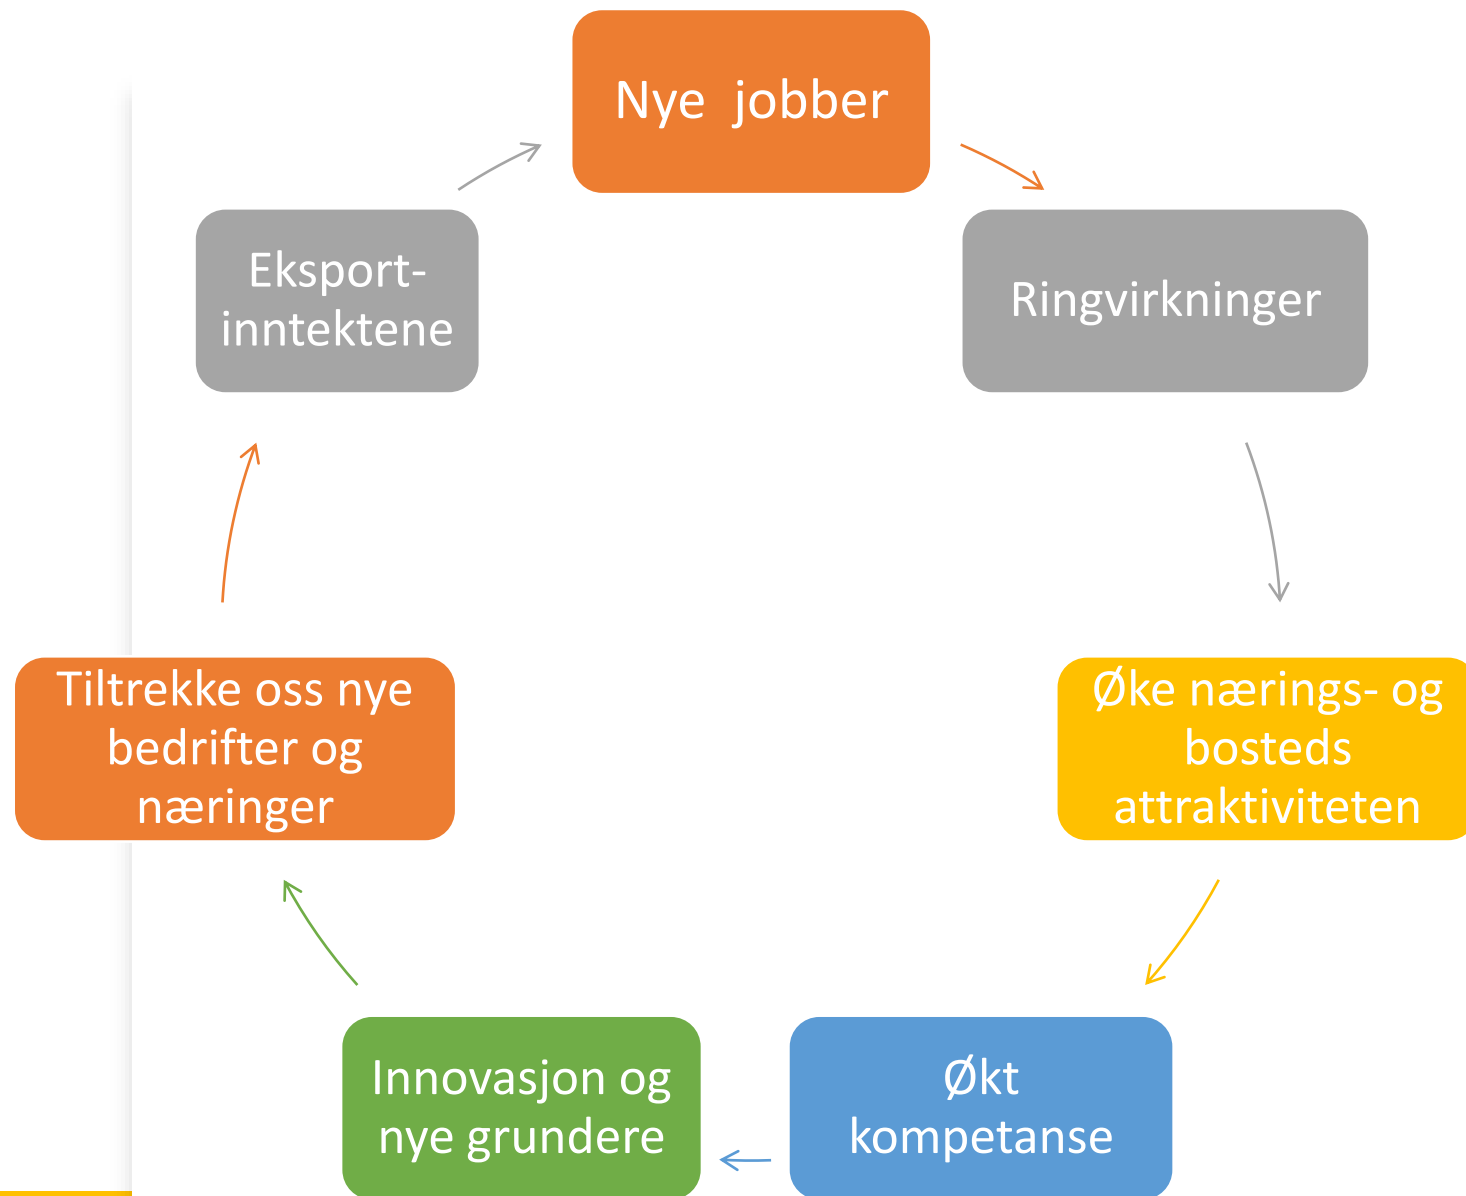 Nye  jobber
Ringvirkninger
Øke nærings- og
bosteds
attraktiviteten
Økt
kompetanse
Innovasjon og
nye grundere
Tiltrekke oss nye
bedrifter og
næringer
Eksport-
inntektene